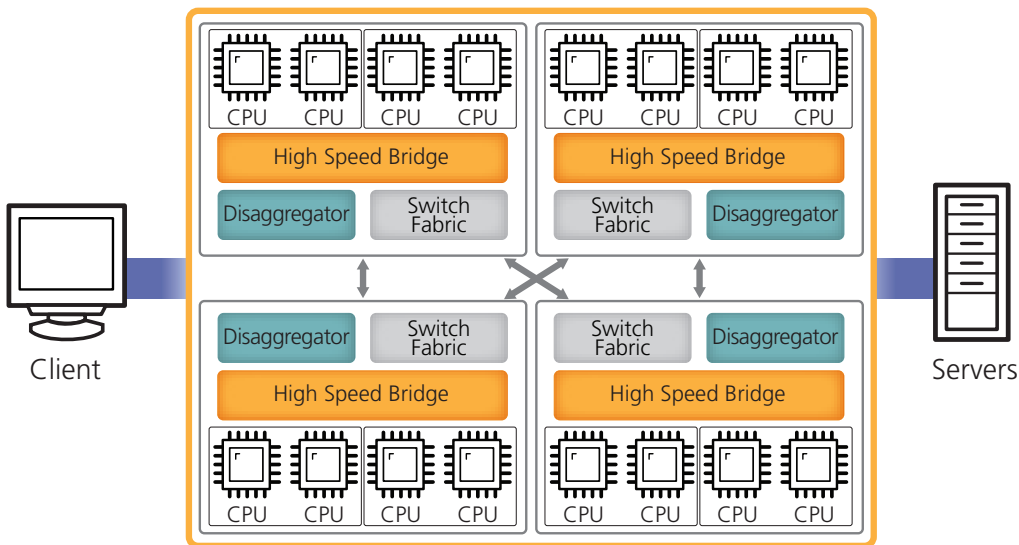 CPU CPU CPU CPU
CPU CPU CPU CPU
High Speed Bridge
High Speed Bridge
Disaggregator
Switch
Fabric
Switch
Fabric
Disaggregator
Client
Servers
Disaggregator
Switch
Fabric
Switch
Fabric
Disaggregator
High Speed Bridge
High Speed Bridge
CPU CPU CPU CPU
CPU CPU CPU CPU